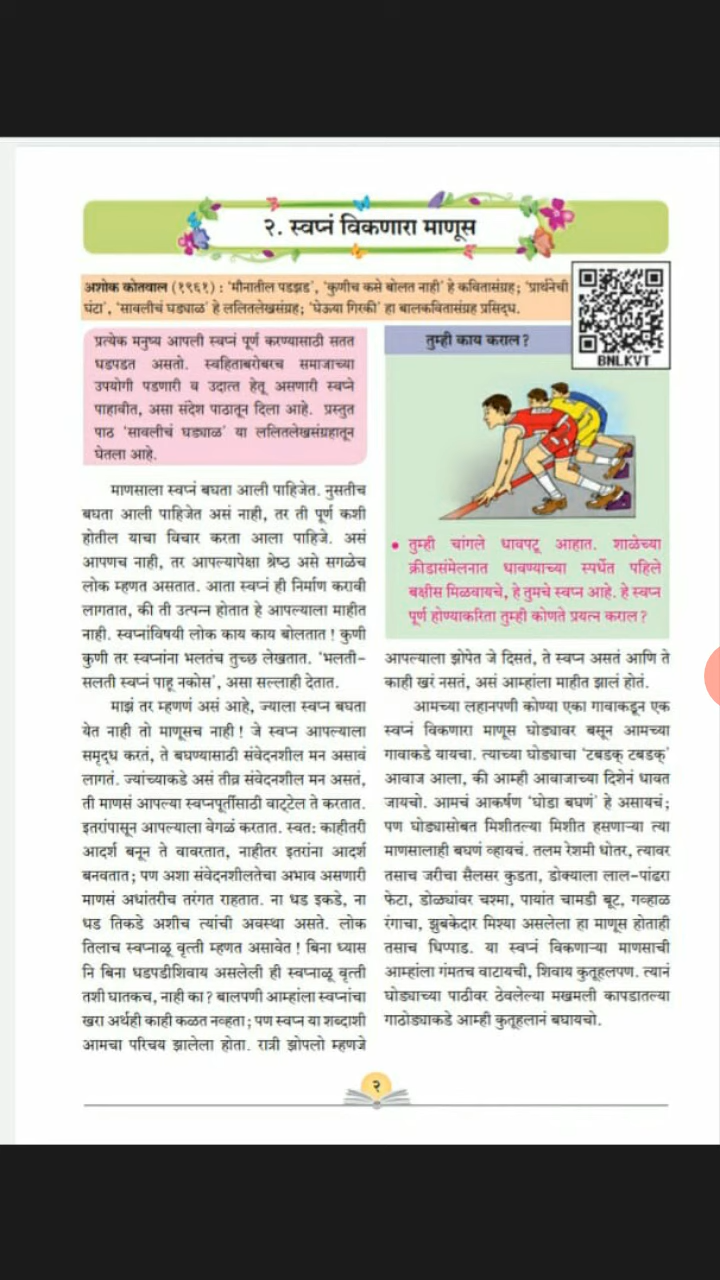 २. स्वप्नं विकणारा माणूस
अशोक कोतवाल (१९६१) : ‘मौनातील पडझड’, ‘कुणीच कसे बोलत नाही’ हे कवितासंग्रह; ‘प्रार्थनेची
घंटा’, ‘सावलीचं घड्याळ’ हे ललितलेखसंग्रह; ‘घेऊया गिरकी’ हा बालकवितासंग्रह प्रसिद्ध.
BNLKVT
प्रत्येक मनुष्य आपली स्वप्नं पूर्ण करण्यासाठी सतत
धडपडत असतो. स्वहिताबरोबरच समाजाच्या
उपयोगी पडणारी व उदात्त हेतू असणारी स्वप्ने
पाहावीत, असा संदेश पाठातून दिला आहे. प्रस्तुत
पाठ ‘सावलीचं घड्याळ’ या ललितलेखसंग्रहातून
घेतला आहे.
माणसाला स्वप्नं बघता आली पाहिजेत. नुसतीच
बघता आली पाहिजेत असं नाही, तर ती पूर्ण कशी
होतील याचा विचार करता आला पाहिजे. असं
आपणच नाही, तर आपल्यापेक्षा श्रेष्ठ असे सगळेच
लोक म्हणत असतात. आता स्वप्नं ही निर्माण करावी
लागतात, की ती उत्पन्न होतात हे आपल्याला माहीत
नाही. स्वप्नांविषयी लोक काय काय बोलतात ! कुणी
कुणी तर स्वप्नांना भलतंच तुच्छ लेखतात. ‘भलती-
सलती स्वप्नं पाहू नकोस’, असा सल्लाही देतात.
माझं तर म्हणणं असं आहे, ज्याला स्वप्न बघता
येत नाही तो माणूसच नाही ! जे स्वप्न आपल्याला
समृद्ध करतं, ते बघण्यासाठी संवेदनशील मन असावं
लागतं. ज्यांच्याकडे असं तीव्र संवेदनशील मन असतं,
ती माणसं आपल्या स्वप्नपूर्तीसाठी वाट्टेल ते करतात.
इतरांपासून आपल्याला वेगळं करतात. स्वतः काहीतरी
आदर्श बनून ते वावरतात, नाहीतर इतरांना आदर्श
बनवतात; पण अशा संवेदनशीलतेचा अभाव असणारी
माणसं अधांतरीच तरंगत राहतात. ना धड इकडे, ना
धड तिकडे अशीच त्यांची अवस्था असते. लोक
तिलाच स्वप्नाळू वृत्ती म्हणत असावेत ! बिना ध्यास
नि बिना धडपडीशिवाय असलेली ही स्वप्नाळू वृत्ती
तशी घातकच, नाही का ? बालपणी आम्हांला स्वप्नांचा
खरा अर्थही काही कळत नव्हता; पण स्वप्न या शब्दाशी
आमचा परिचय झालेला होता. रात्री झोपलो म्हणजे
तुम्ही काय कराल ?
• तुम्ही चांगले धावपटू आहात. शाळेच्या
क्रीडासंमेलनात धावण्याच्या स्पर्धेत पहिले
बक्षीस मिळवायचे, हे तुमचे स्वप्न आहे. हे स्वप्न
पूर्ण होण्याकरिता तुम्ही कोणते प्रयत्न कराल ?
आपल्याला झोपेत जे दिसतं, ते स्वप्न असतं आणि ते
काही खरं नसतं, असं आम्हांला माहीत झालं होतं.
आमच्या लहानपणी कोण्या एका गावाकडून एक
स्वप्नं विकणारा माणूस घोड्यावर बसून आमच्या
गावाकडे यायचा. त्याच्या घोड्याचा ‘टबडक् टबडक्’
आवाज आला, की आम्ही आवाजाच्या दिशेनं धावत
जायचो. आमचं आकर्षण ‘घोडा बघणं’ हे असायचं;
पण घोड्यासोबत मिशीतल्या मिशीत हसणाऱ्या त्या
माणसालाही बघणं व्हायचं. तलम रेशमी धोतर, त्यावर
तसाच जरीचा सैलसर कुडता, डोक्याला लाल-पांढरा
फेटा, डोळ्यांवर चश्मा, पायांत चामडी बूट, गव्हाळ
रंगाचा, झुबकेदार मिश्या असलेला हा माणूस होताही
तसाच धिप्पाड. या स्वप्नं विकणाऱ्या माणसाची
आम्हांला गंमतच वाटायची, शिवाय कुतूहलपण. त्यानं
घोड्याच्या पाठीवर ठेवलेल्या मखमली कापडातल्या
गाठोड्याकडे आम्ही कुतूहलानं बघायचो.
२